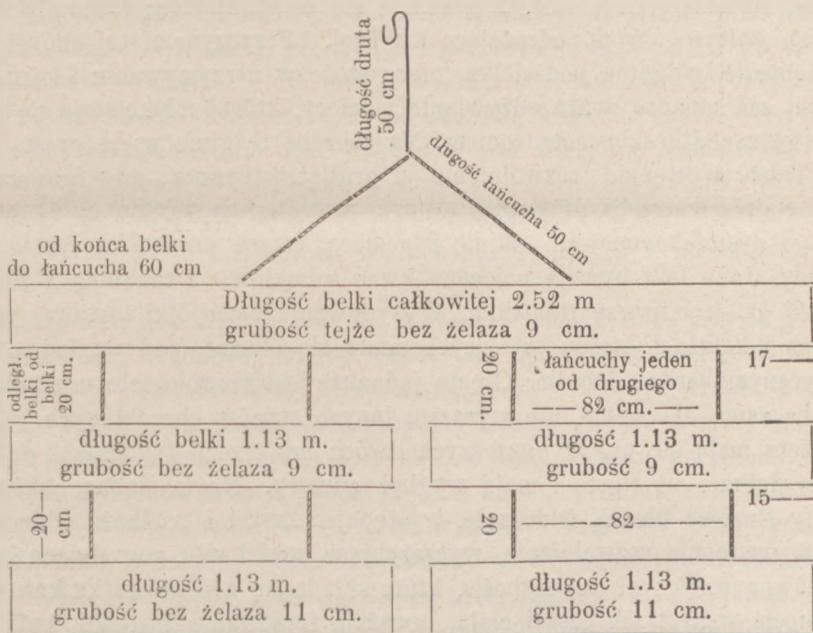 długość druta
50 cm
długość łańcucha 50 cm
od końca belki
do łańcucha 60 cm
Długość belki całkowitej 2.52 m
grubość tejże bez żelaza 9 cm.
odległ.
belki od
belki
20 cm.
20 cm.
łańcuchy jeden
od drugiego
— 82 cm. —
17—
długość belki 1.13 m.
grubość bez żelaza 9 cm.
długość 1.13 m.
grubość 9 cm.
20
cm
20
—82—
15—
długość 1.13 m.
grubość bez żelaza 11 cm.
długość 1.13 m.
grubość 11 cm.